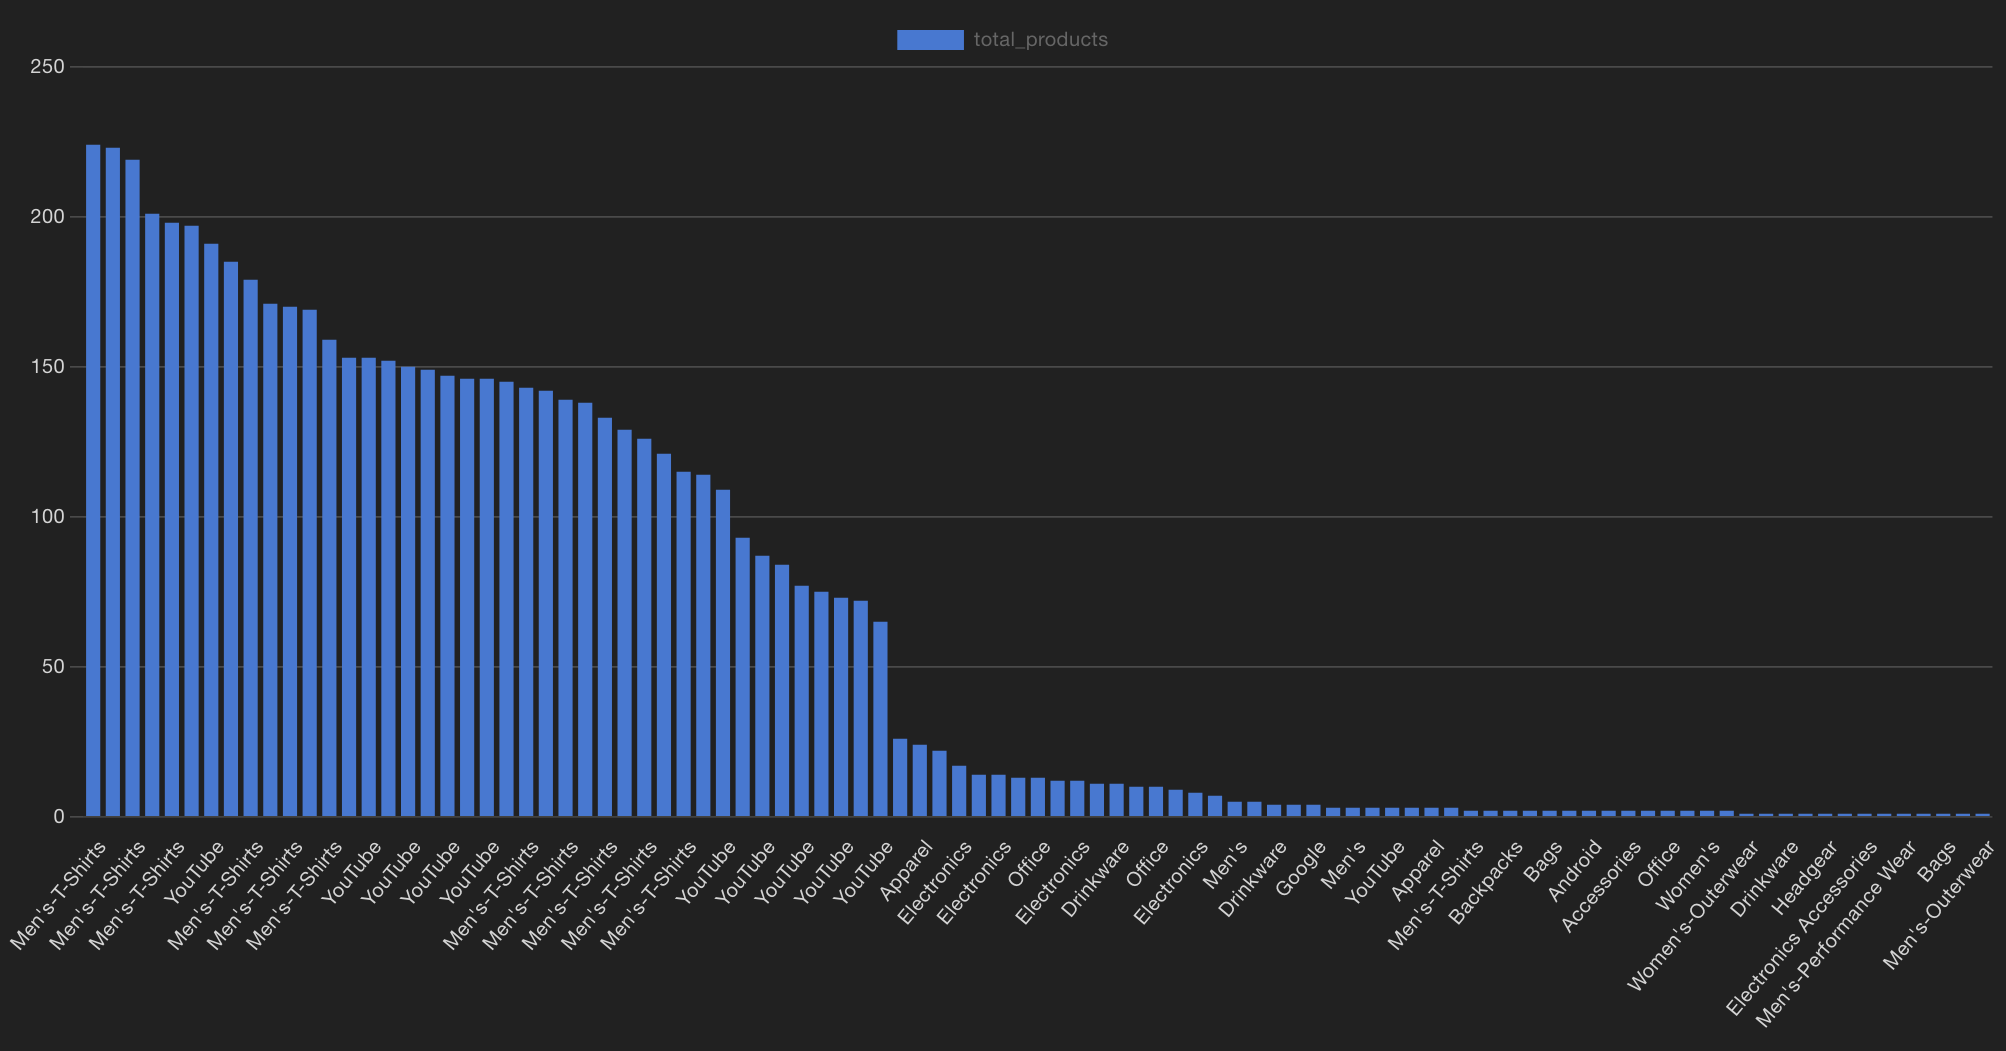 total_products
250
200
150
100
50
0
Men's-T-Shirts
Men's-T-Shirts
Men's-T-Shirts
YouTube
Men's-T-Shirts
Men's-T-Shirts
Men's-T-Shirts
YouTube
YouTube
YouTube
YouTube
Men's-T-Shirts
Men's-T-Shirts
Men's-T-Shirts
Men's-T-Shirts
Men's-T-Shirts
YouTube
YouTube
YouTube
YouTube
YouTube
Apparel
Electronics
Electronics
Office
Electronics
Drinkware
Office
Electronics
Men's
Drinkware
Google
Men's
YouTube
Apparel
Men's-T-Shirts
Backpacks
Bags
Android
Accessories
Office
Women's
Women's-Outerwear
Drinkware
Headgear
Electronics Accessories
Men's-Performance Wear
Bags
Men's-Outerwear